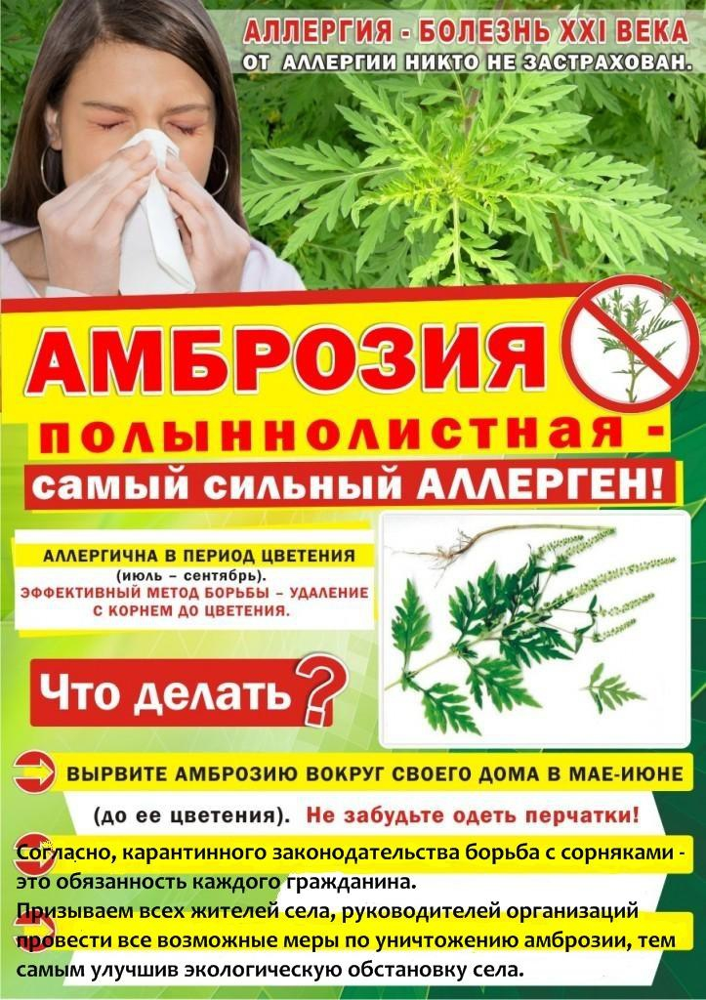 АЛЛЕРГИЯ - БОЛЕЗНЬ XXI ВЕКА
ОТ АЛЛЕРГИИ НИКТО НЕ ЗАСТРАХОВАН.
АМБРОЗИЯ
полыннолистная -
самый сильный АЛЛЕРГЕН!
АЛЛЕРГИЧНА В ПЕРИОД ЦВЕТЕНИЯ
(июль – сентябрь).
ЭФФЕКТИВНЫЙ МЕТОД БОРЬБЫ – УДАЛЕНИЕ
С КОРНЕМ ДО ЦВЕТЕНИЯ.
Что делать?
ВЫРВИТЕ АМБРОЗИЮ ВОКРУГ СВОЕГО ДОМА В МАЕ-ИЮНЕ
(до ее цветения). Не забудьте одеть перчатки!
Согласно, карантинного законодательства борьба с сорняками -
это обязанность каждого гражданина.
Призываем всех жителей села, руководителей организаций
провести все возможные меры по уничтожению амброзии, тем
самым улучшив экологическую обстановку села.